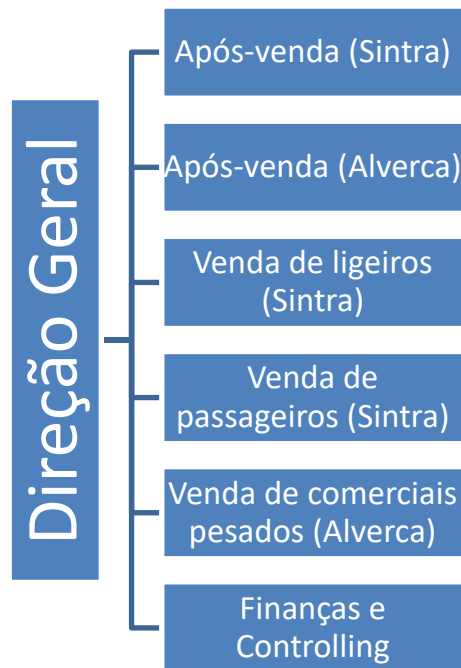 Direção Geral
Após-venda (Sintra)
Após-venda (Alverca)
Venda de ligeiros
(Sintra)
Venda de
passageiros (Sintra)
Venda de comerciais
pesados (Alverca)
Finanças e
Controlling